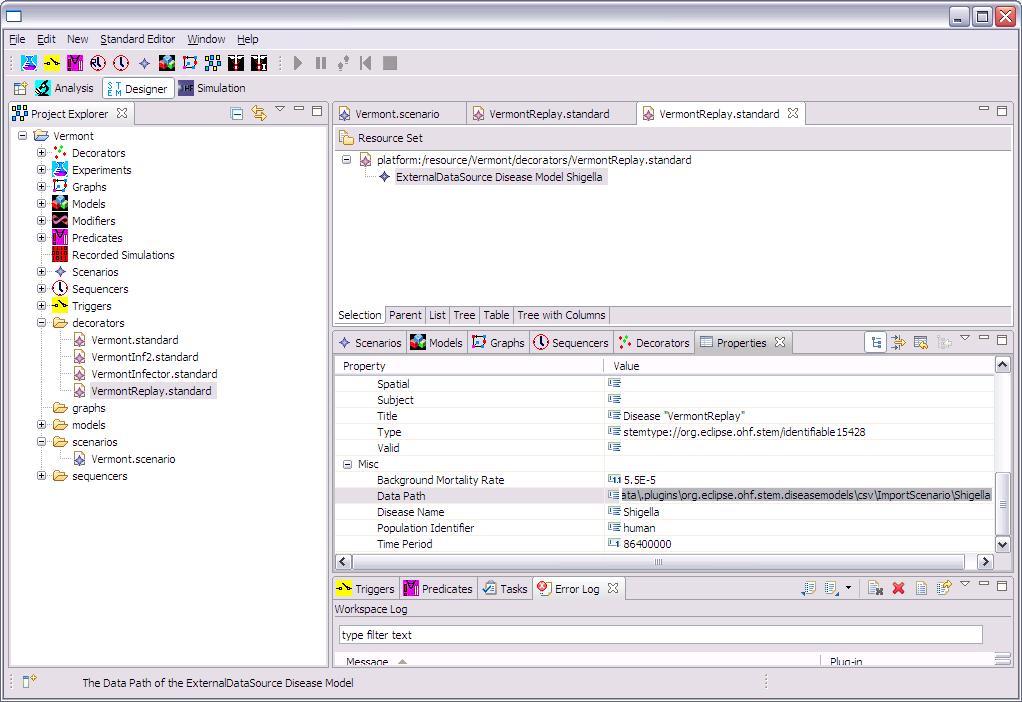 File Edit New Standard Editor Window Help
Analysis Designer Simulation
Project Explorer
Vermont
Decorators
Experiments
Graphs
Models
Modifiers
Predicates
Recorded Simulations
Scenarios
Sequencers
Triggers
decorators
Vermont.standard
VermontInf2.standard
VermontInfector.standard
VermontReplay.standard
graphs
models
scenarios
Vermont.scenario
sequencers
Vermont.scenario VermontReplay.standard VermontReplay.standard
Resource Set
platform:/resource/Vermont/decorators/VermontReplay.standard
ExternalDataSource Disease Model Shigella
Selection Parent List Tree Table Tree with Columns
Scenarios Models Graphs Sequencers Decorators Properties
Property Value
Spatial
Subject
Title Disease "VermontReplay"
Type stemtype://org.eclipse.ohf.stem/identifiable15428
Valid
Misc
Background Mortality Rate 5.5E-5
Data Path ata\.plugins\org.eclipse.ohf.stem.diseasemodels\csv\ImportScenario\Shigella
Disease Name Shigella
Population Identifier human
Time Period 86400000
Triggers Predicates Tasks Error Log
Workspace Log
type filter text
Message Plug-in
The Data Path of the ExternalDataSource Disease Model